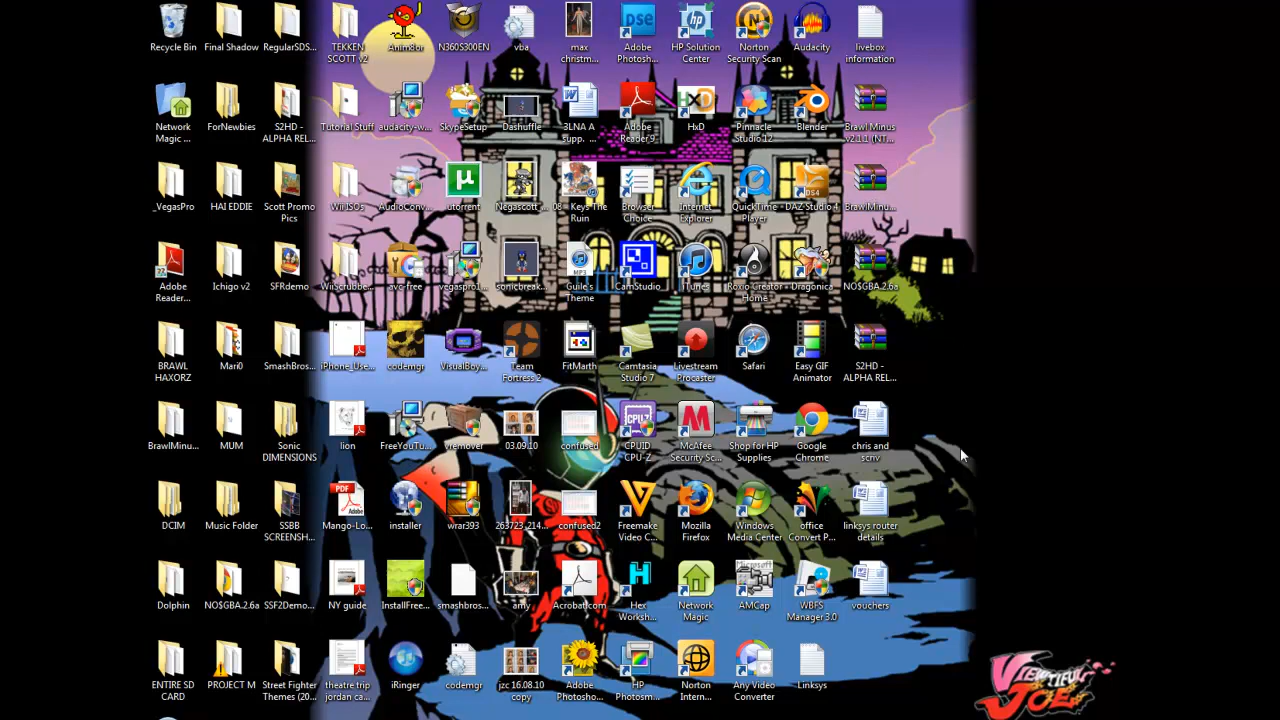 Recycle Bin
Final Shadow
RegularSDS...
TEKKEN
SCOTT v2
Anim8or
N360S300EN
vba
max
christm...
Adobe
Photosh...
HP Solution
Center
Norton
Security Scan
Audacity
livebox
information
Network
Magic ...
ForNewbies
S2HD -
ALPHA REL...
Tutorial Stuff
audacity-w...
SkypeSetup
Dashuffle
3LNA A
supp. ...
Adobe
Reader 9
HxD
Pinnacle
Studio 12
Blender
Brawl Minus
v2.1.1 (NT...
_VegasPro
HAI EDDIE
Scott Promo
Pics
WiiISOs
AudioConv...
utorrent
Negascott_...
08 - Keys The
Ruin
Browser
Choice
Internet
Explorer
QuickTime
Player
DAZ Studio 4
BrawlMinu...
Adobe
Reader...
Ichigo v2
SFRdemo
WiiScrubbe...
avc-free
vegaspro1...
sonicbreak...
Guile's
Theme
CamStudio
iTunes
Roxio Creator
Home
Dragonica
NO$GBA.2.6a
BRAWL
HAXORZ
Mari0
SmashBros...
iPhone_Use...
codemgr
VisualBoy...
Team
Fortress 2
FitMarth
Camtasia
Studio 7
Livestream
Procaster
Safari
Easy GIF
Animator
S2HD -
ALPHA REL...
BrawlMinu...
MUM
Sonic
DIMENSIONS
lion
FreeYouTu...
vremover
03.09.10
confused
CPUID
CPU-Z
McAfee
Security Sc...
Shop for HP
Supplies
Google
Chrome
chris and
scnv
DCIM
Music Folder
SSBB
SCREENSH...
Mango-Lo...
installer
wrar393
263723_214...
confused2
Freemake
Video C...
Mozilla
Firefox
Windows
Media Center
office
Convert P...
linksys router
details
Dolphin
NO$GBA.2.6a
SSF2Demo...
NY guide
InstallFree...
smashbros...
amy
Acrobat.com
Hex
Worksh...
Network
Magic
AMCap
WBFS
Manager 3.0
vouchers
ENTIRE SD
CARD
PROJECT M
Street Fighter
Themes (20...
theatre trip
jordan ca...
iRinger
codemgr
jzc 16.08.10
copy
Adobe
Photosho...
HP
Photosm...
Norton
Intern...
Any Video
Converter
Linksys
VIEWTIFUL
JOE